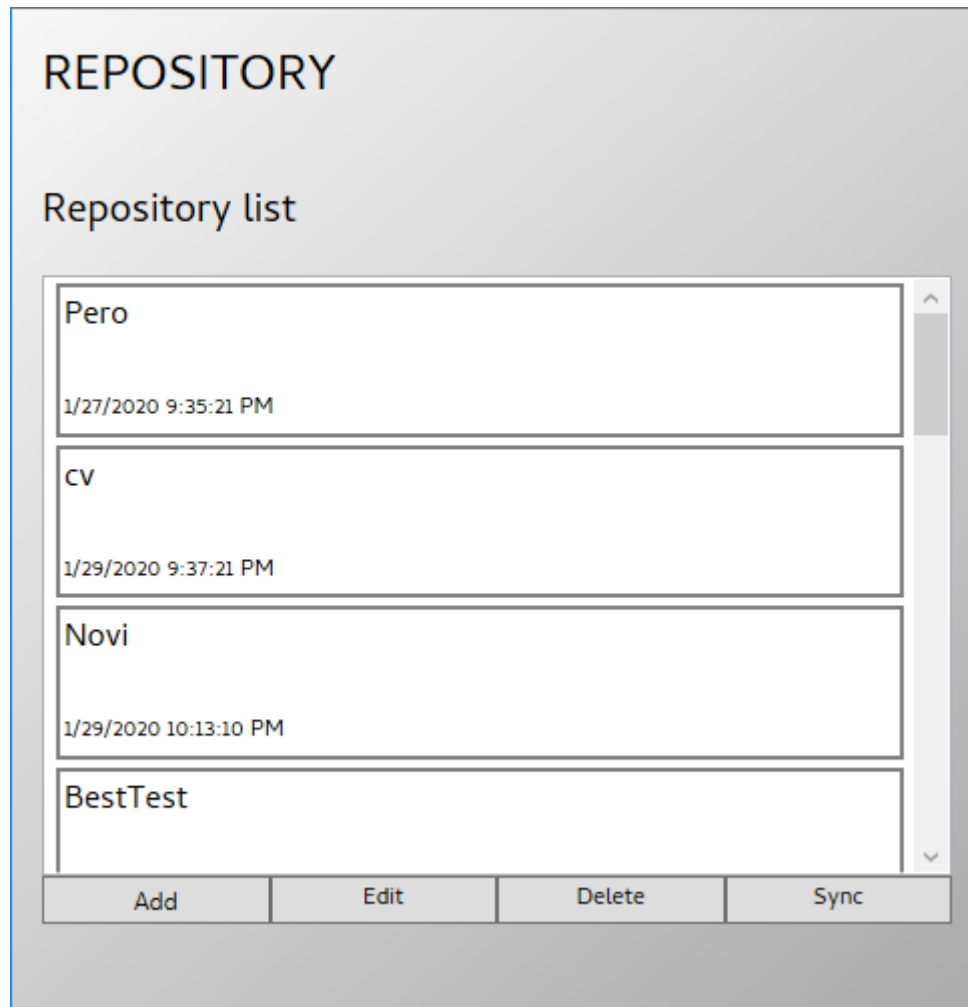 REPOSITORY
Repository list
Pero
1/27/2020 9:35:21 PM
cv
1/29/2020 9:37:21 PM
Novi
1/29/2020 10:13:10 PM
BestTest
Add Edit Delete Sync